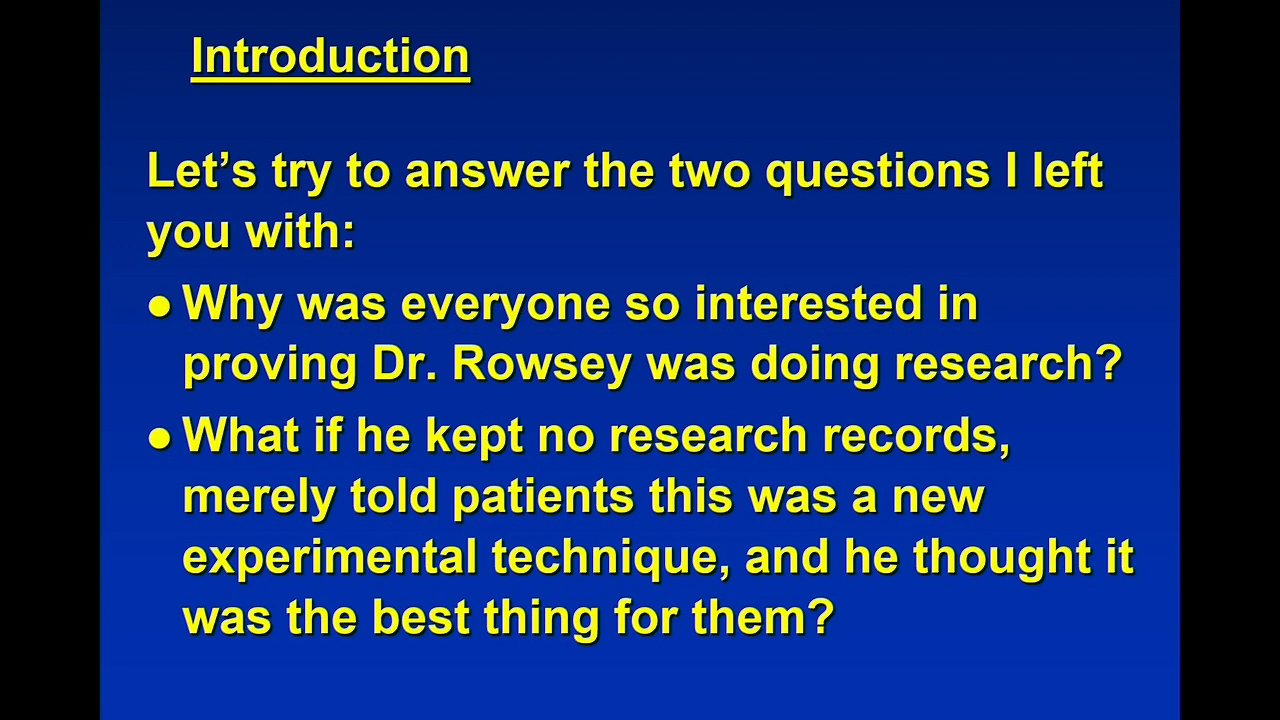 Introduction
Let’s try to answer the two questions I left
you with:
● Why was everyone so interested in
proving Dr. Rowsey was doing research?
● What if he kept no research records,
merely told patients this was a new
experimental technique, and he thought it
was the best thing for them?